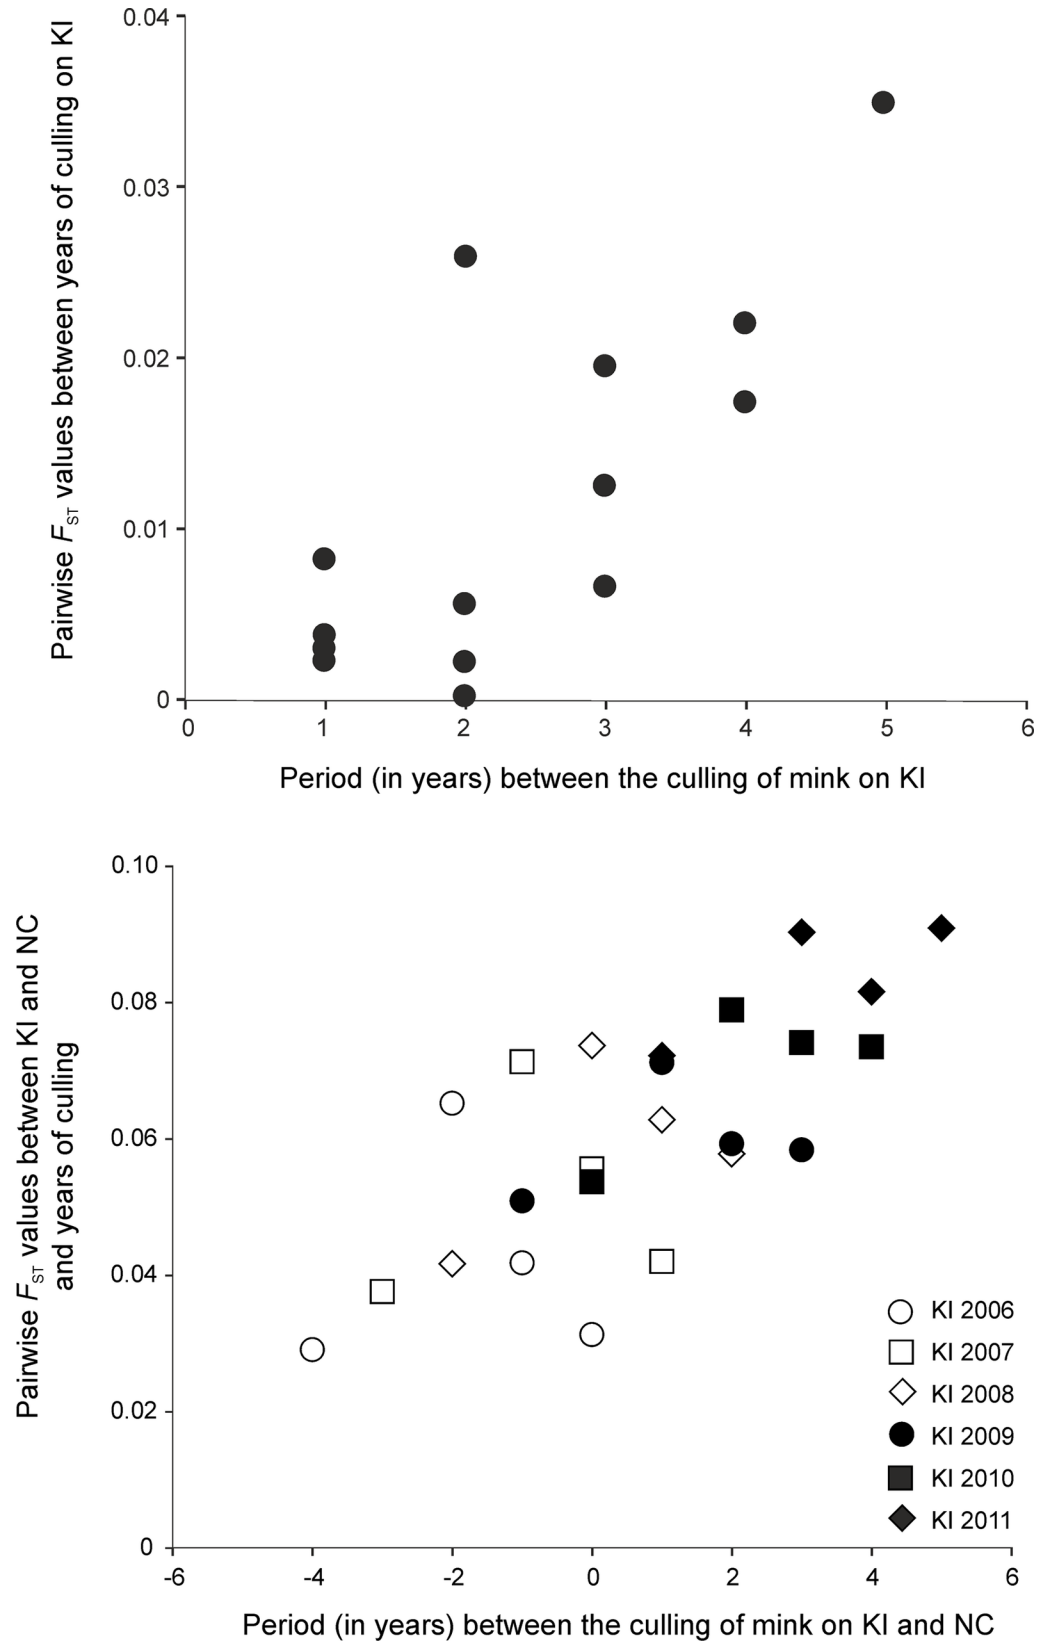 Pairwise FST values between years of culling on KI
0.04
0.03
0.02
0.01
0
0 1 2 3 4 5 6
Period (in years) between the culling of mink on KI
Pairwise FST values between KI and NC
and years of culling
0.10
0.08
0.06
0.04
0.02
0
KI 2006
KI 2007
KI 2008
KI 2009
KI 2010
KI 2011
-6 -4 -2 0 2 4 6
Period (in years) between the culling of mink on KI and NC